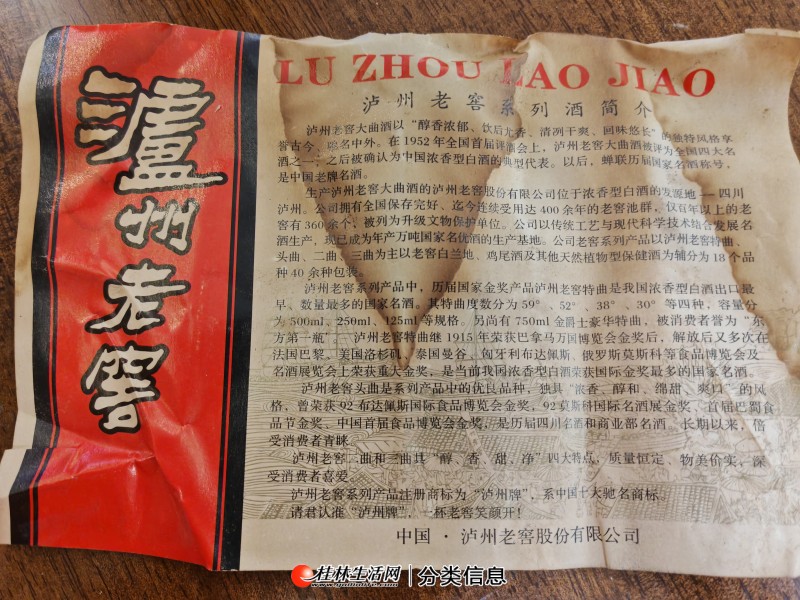 瀘州老窖
LU ZHOU LAO JIAO
泸州老窖系列酒简介
泸州老窖大曲酒以“醇香浓郁、饮后尤香、清冽干爽、回味悠长”的独特风格享
誉古今、驰名中外。在1952年全国首届评酒会上，泸州老窖大曲酒被评为全国四大名
酒之一；之后被确认为中国浓香型白酒的典型代表。以后，蝉联历届国家名酒称号，
是中国老牌名酒。
生产泸州老窖大曲酒的泸州老窖股份有限公司位于浓香型白酒的发源地——四川
泸州。公司拥有全国保存完好、迄今连续受用达400余年的老窖池群，仅百年以上的老
窖有360余个，被列为升级文物保护单位。公司以传统工艺与现代科学技术结合发展名
酒生产，现已成为年产万吨国家名优酒的生产基地。公司老窖系列产品以泸州老窖特曲、
头曲、二曲、三曲为主以老窖白兰地、鸡尾酒及其他天然植物型保健酒为辅分为18个品
种40余种包装。
泸州老窖系列产品中，历届国家金奖产品泸州老窖特曲是我国浓香型白酒出口最
早、数量最多的国家名酒。其特曲度数分为59°、52°、38°、30°等四种，容量分
为500ml、250ml、125ml等规格。另尚有750ml金爵士豪华特曲，被消费者誉为“东
方第一瓶”。泸州老窖特曲继1915年荣获巴拿马万国博览会金奖后，解放后又多次在
法国巴黎、美国洛杉矶、泰国曼谷、匈牙利布达佩斯、俄罗斯莫斯科等食品博览会及
名酒展览会上荣获重大金奖，是当前我国浓香型白酒荣获国际金奖最多的国家名酒。
泸州老窖头曲是系列产品中的优良品种，独具“浓香、醇和、绵甜、爽口”的风
格，曾荣获92布达佩斯国际食品博览会金奖，92莫斯科国际名酒展金奖、首届巴蜀食
品节金奖、中国首届食品博览会金奖，是历届四川名酒和商业部名酒。长期以来，倍
受消费者青睐。
泸州老窖二曲和三曲具“醇、香、甜、净”四大特点，质量恒定、物美价实，深
受消费者喜爱。
泸州老窖系列产品注册商标为“泸州牌”，系中国十大驰名商标。
请君认准“泸州牌”，一杯老窖笑颜开！
中国·泸州老窖股份有限公司
桂林生活网 | 分类信息